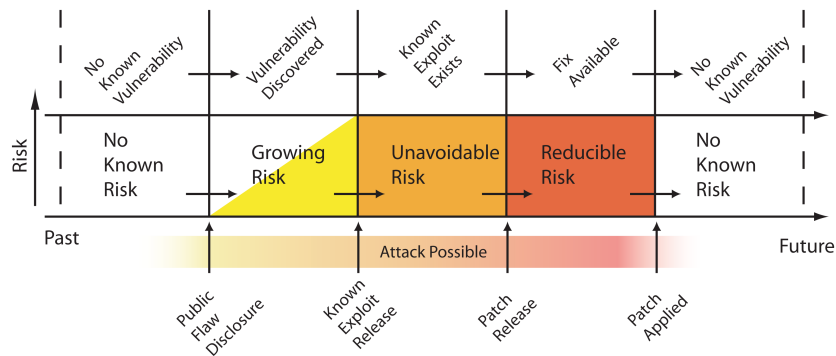 No
Known
Vulnerability
Vulnerability
Discovered
Known
Exploit
Exists
Fix
Available
No
Known
Vulnerability
Risk
No
Known
Risk
Growing
Risk
Unavoidable
Risk
Reducible
Risk
No
Known
Risk
Past
Attack Possible
Future
Public
Flaw
Disclosure
Known
Exploit
Release
Patch
Release
Patch
Applied